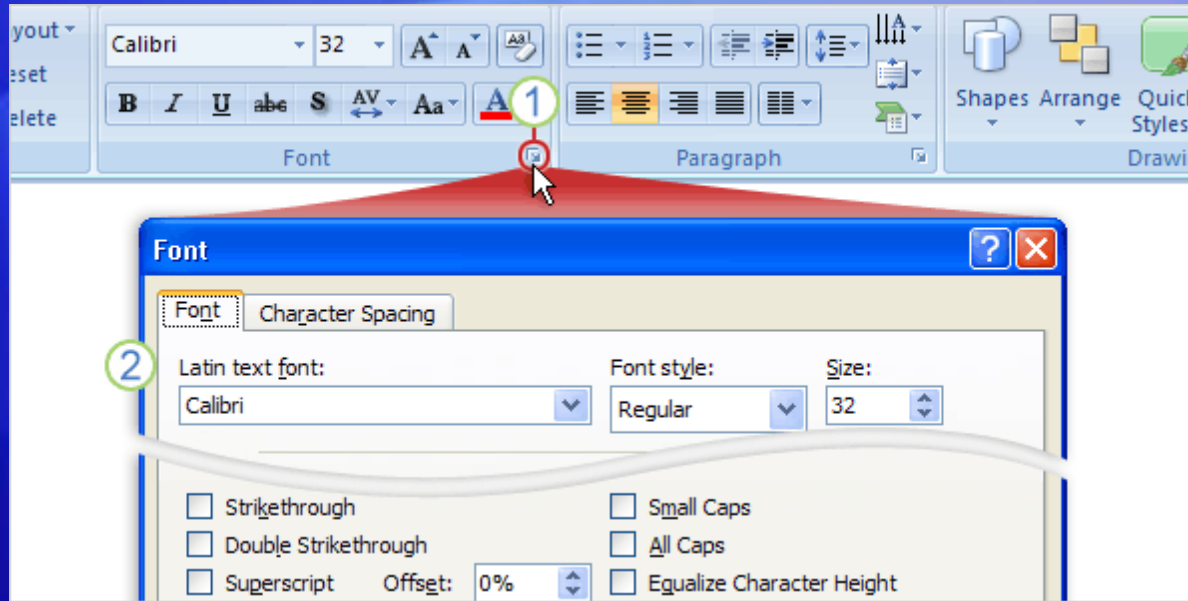 yout
Calibri 32 A A Aa
Shapes Arrange Quick
eset
elete
B I U abc S AV Aa A 1
Styles
Font Paragraph Drawi
Font
Font Character Spacing
2
Latin text font: Font style: Size:
Calibri Regular 32
Strikethrough Small Caps
Double Strikethrough All Caps
Superscript Offset: 0% Equalize Character Height